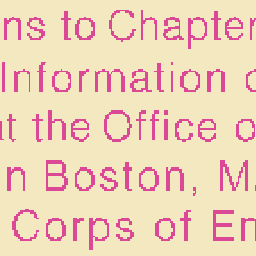 ns to Chapter
Information o
t the Office o
n Boston, M
Corps of En